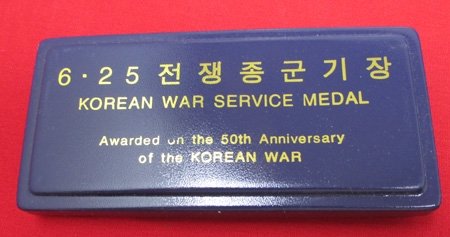 6·25 전쟁종군기장
KOREAN WAR SERVICE MEDAL
Awarded on the 50th Anniversary
of the KOREAN WAR